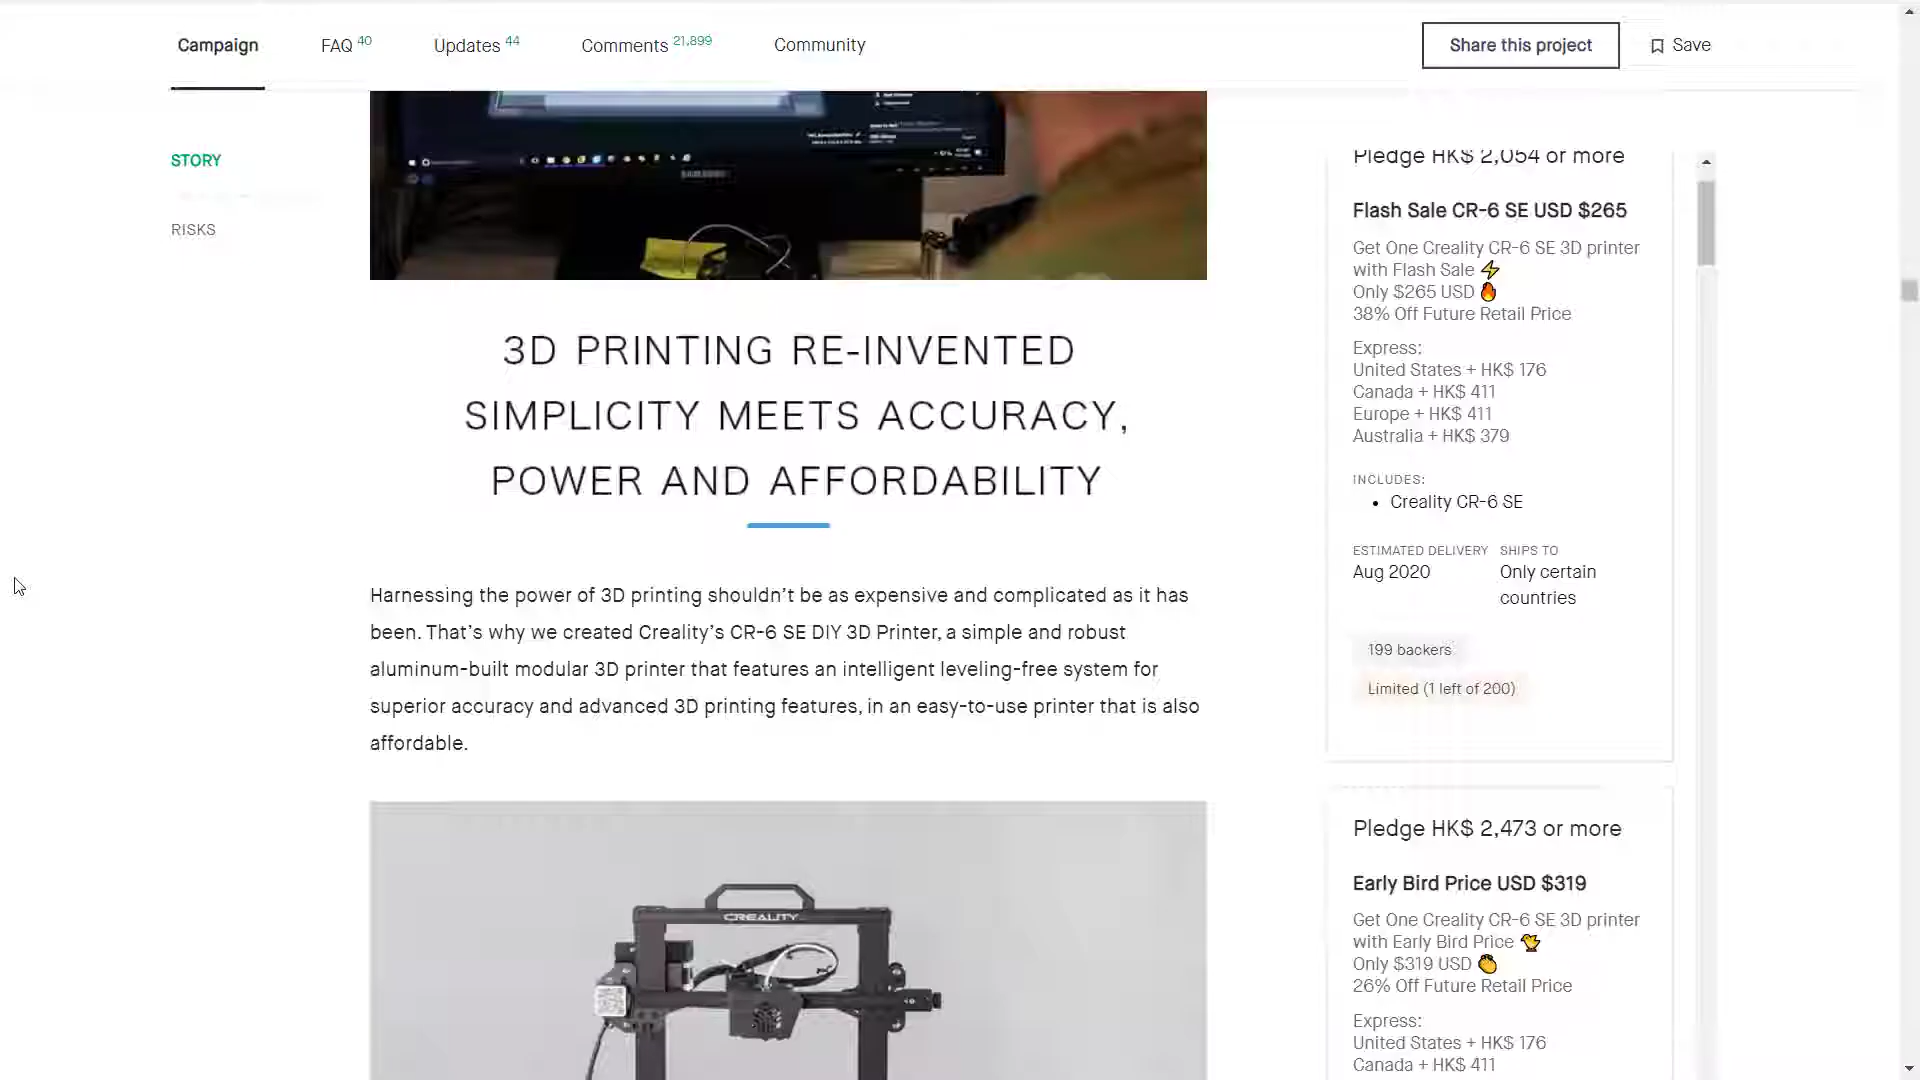 Campaign
FAQ 40
Updates 44
Comments 21,899
Community
Share this project
Save
STORY
RISKS
SAMSUNG
3D PRINTING RE-INVENTED
SIMPLICITY MEETS ACCURACY,
POWER AND AFFORDABILITY
Harnessing the power of 3D printing shouldn’t be as expensive and complicated as it has
been. That’s why we created Creality’s CR-6 SE DIY 3D Printer, a simple and robust
aluminum-built modular 3D printer that features an intelligent leveling-free system for
superior accuracy and advanced 3D printing features, in an easy-to-use printer that is also
affordable.
CREALITY
Pledge HK$ 2,054 or more
Flash Sale CR-6 SE USD $265
Get One Creality CR-6 SE 3D printer
with Flash Sale ⚡
Only $265 USD 🔥
38% Off Future Retail Price
Express:
United States + HK$ 176
Canada + HK$ 411
Europe + HK$ 411
Australia + HK$ 379
INCLUDES:
• Creality CR-6 SE
ESTIMATED DELIVERY
Aug 2020
SHIPS TO
Only certain
countries
199 backers
Limited (1 left of 200)
Pledge HK$ 2,473 or more
Early Bird Price USD $319
Get One Creality CR-6 SE 3D printer
with Early Bird Price 🐤
Only $319 USD 👏
26% Off Future Retail Price
Express:
United States + HK$ 176
Canada + HK$ 411